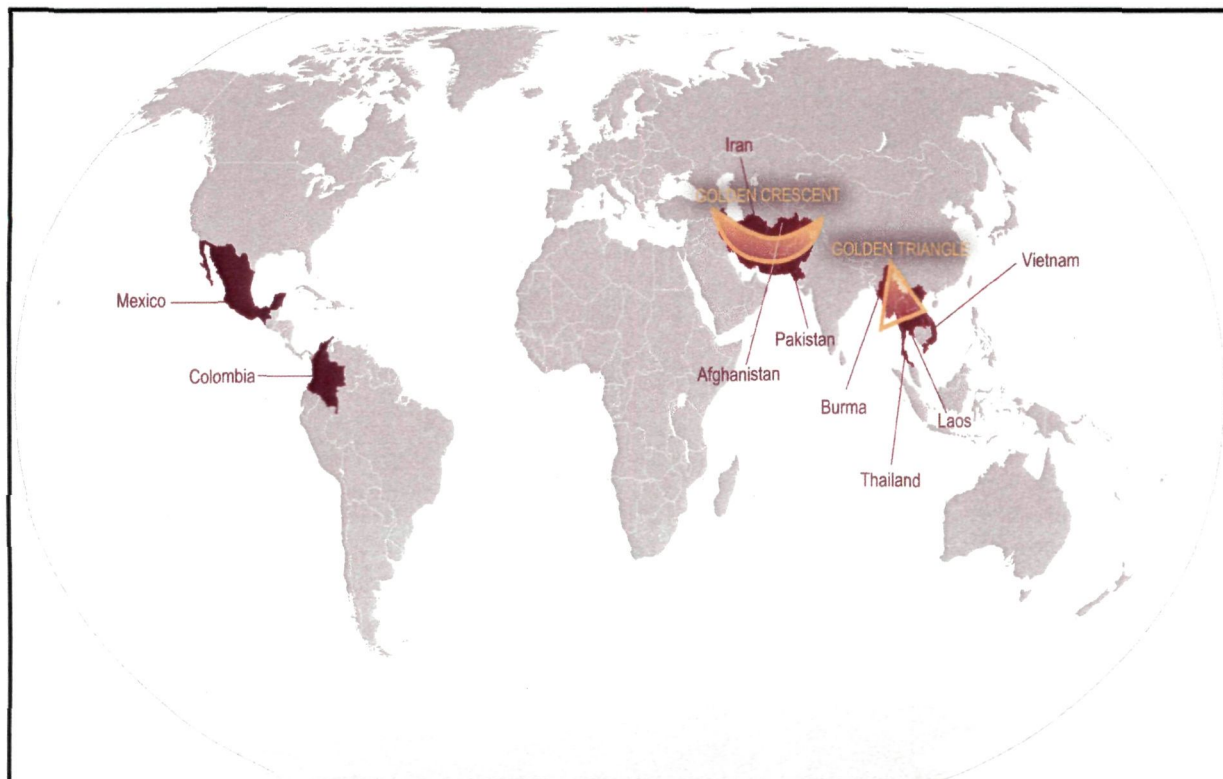 Iran
GOLDEN CRESCENT
GOLDEN TRIANGLE
Vietnam
Mexico
Pakistan
Colombia
Afghanistan
Burma
Laos
Thailand